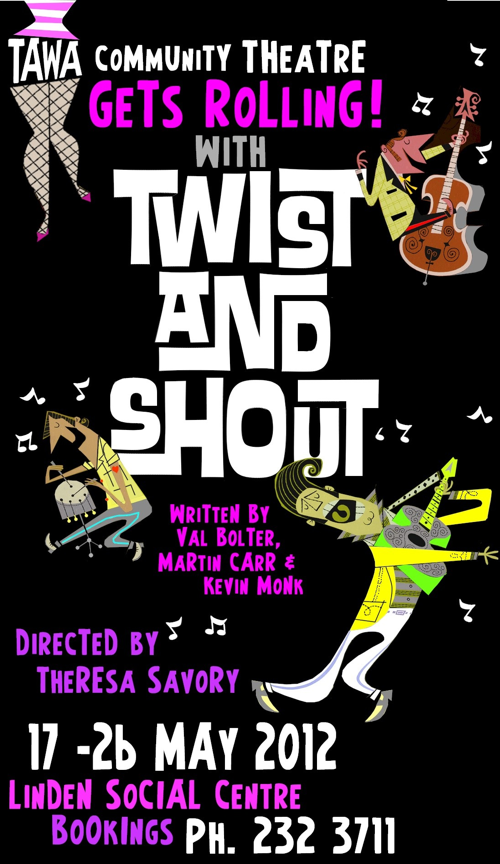 TAWA COMMUNITY THEATRE
GETS ROLLING!
WITH
TWIST
AND
SHOUT
WRITTEN BY
VAL BOLTER,
MARTIN CARR &
KEVIN MONK
DIRECTED BY
THERESA SAVORY
17 -26 MAY 2012
LINDEN SOCIAL CENTRE
BOOKINGS PH. 232 3711